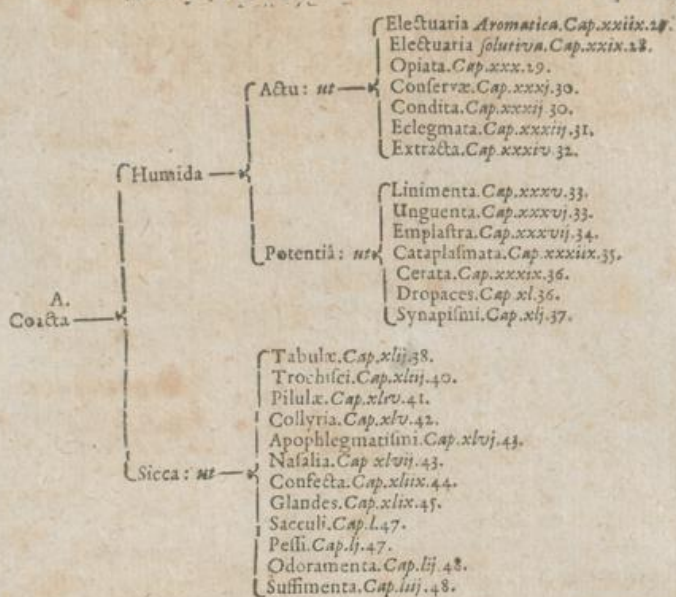 Electuaria Aromatica. Cap. xxiix. 27.
Electuaria ſolutiva. Cap. xxix. 28.
Opiata. Cap. xxx. 29.
Actu: ut
Conſervæ. Cap. xxxj. 30.
Condita. Cap. xxxij. 30.
Eclegmata. Cap. xxxiij. 31.
Extracta. Cap. xxxiv. 32.
Humida
Linimenta. Cap. xxxv. 33.
Unguenta. Cap. xxxvj. 33.
Emplaſtra. Cap. xxxvij. 34.
Potentiâ: ut
Cataplaſmata. Cap. xxxiix. 35.
Cerata. Cap. xxxix. 36.
Dropaces. Cap. xl. 36.
Synapiſmi. Cap. xlj. 37.
A.
Coacta
Tabulæ. Cap. xlij. 38.
Trochiſci. Cap. xliij. 40.
Pilulæ. Cap. xliv. 41.
Collyria. Cap. xlv. 42.
Apophlegmatiſmi. Cap. xlvj. 43.
Sicca: ut
Naſalia. Cap xlvij. 43.
Confecta. Cap. xliix. 44.
Glandes. Cap. xlix. 45.
Sacculi. Cap. l. 47.
Peſſi. Cap. lj. 47.
Odoramenta. Cap. lij. 48.
Suffimenta. Cap. liij. 48.